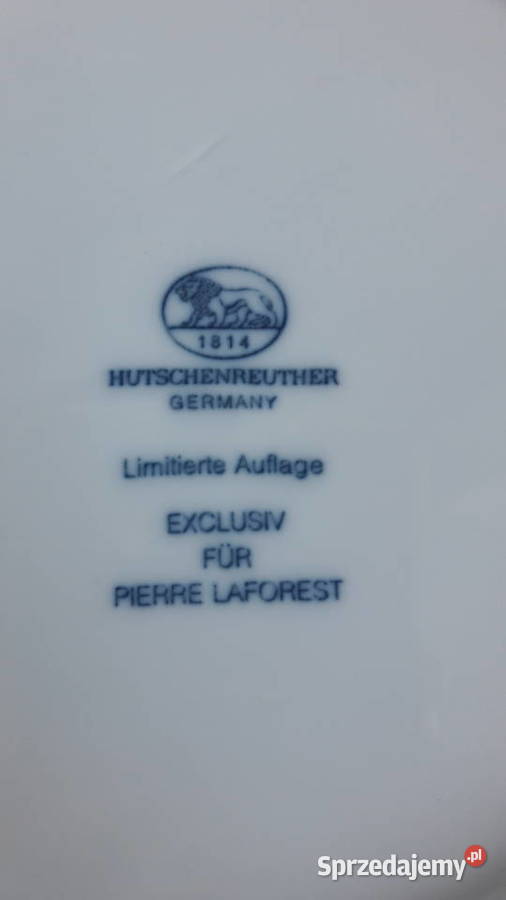 1814
HUTSCHENREUTHER
GERMANY
Limitierte Auflage
EXCLUSIV
FÜR
PIERRE LAFOREST
Sprzedajemy.pl